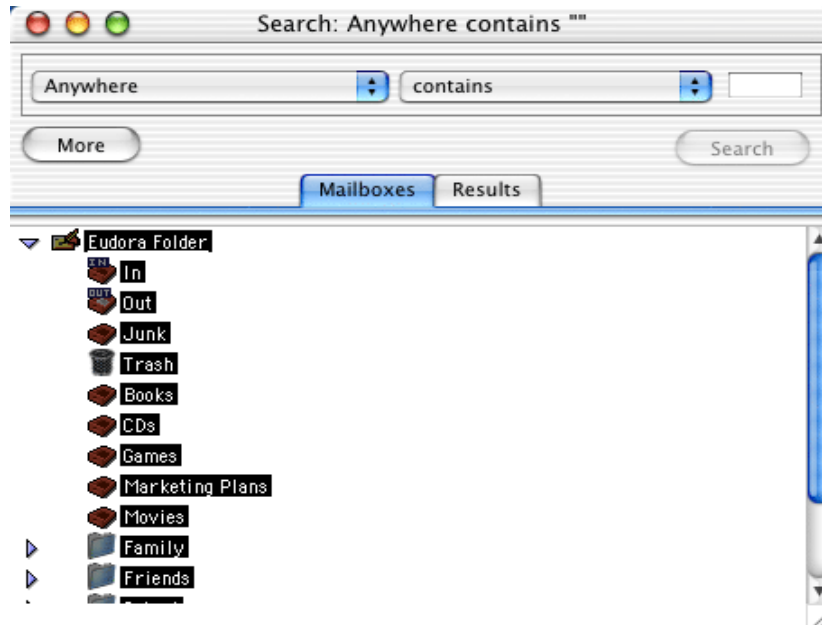 Search: Anywhere contains ""
Anywhere contains
More Search
Mailboxes Results
Eudora Folder
IN In
OUT Out
Junk
Trash
Books
CDs
Games
Marketing Plans
Movies
Family
Friends